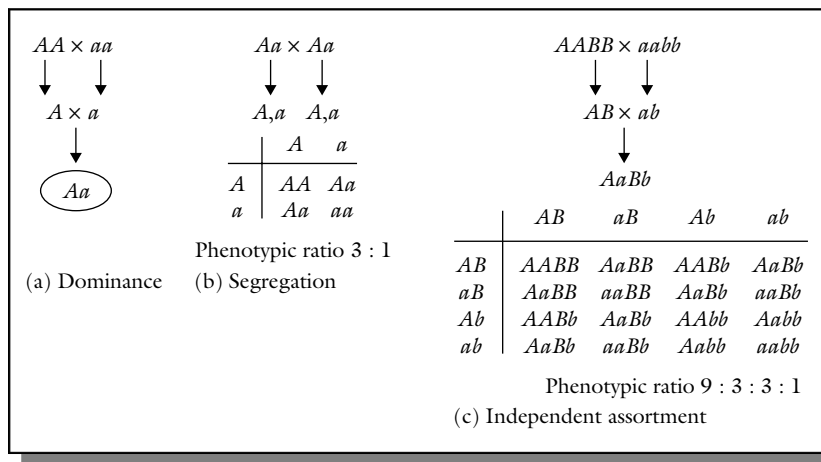 AA × aa
A × a
Aa
(a) Dominance
Aa × Aa
A,a A,a
A a
A AA Aa
a Aa aa
Phenotypic ratio 3 : 1
(b) Segregation
AABB × aabb
AB × ab
AaBb
AB aB Ab ab
AB AABB AaBB AABb AaBb
aB AaBB aaBB AaBb aaBb
Ab AABb AaBb AAbb Aabb
ab AaBb aaBb Aabb aabb
Phenotypic ratio 9 : 3 : 3 : 1
(c) Independent assortment